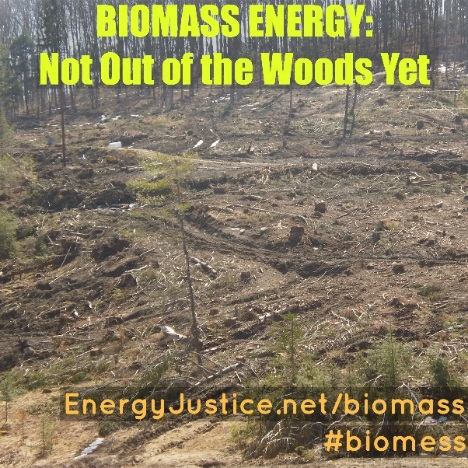 BIOMASS ENERGY:
Not Out of the Woods Yet
EnergyJustice.net/biomass
#biomess